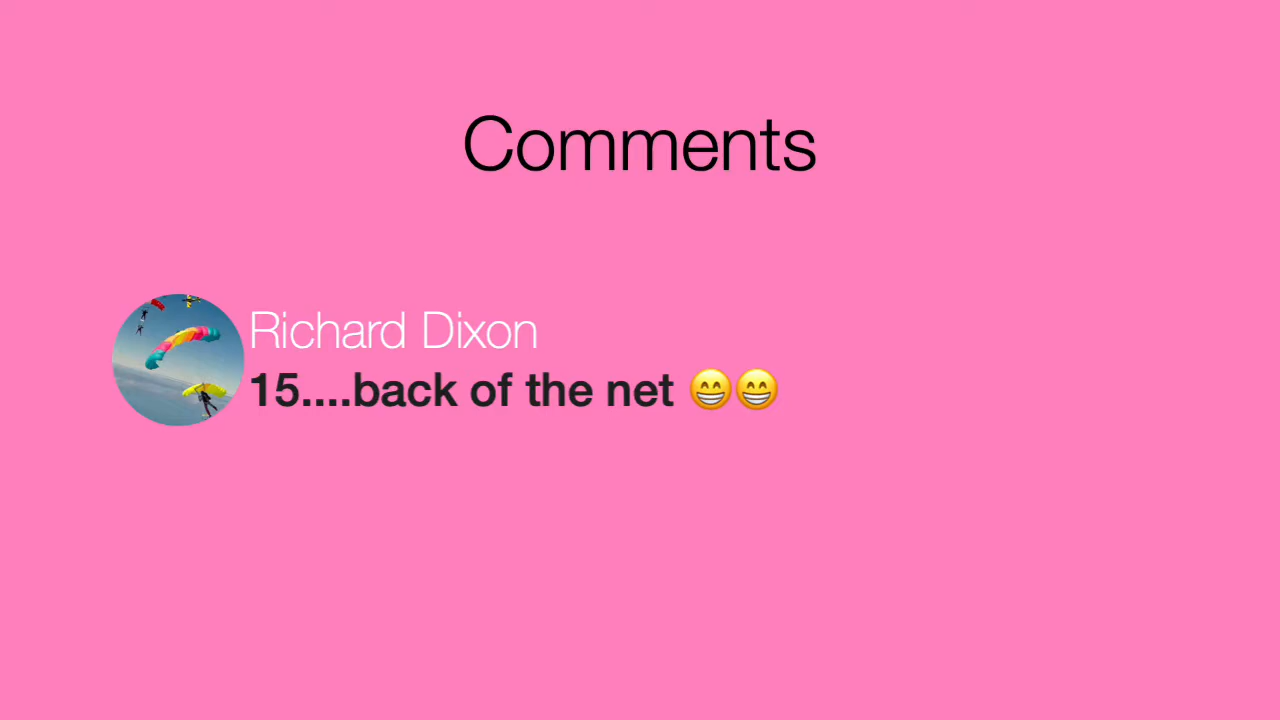 Comments
Richard Dixon
15....back of the net 😁😁